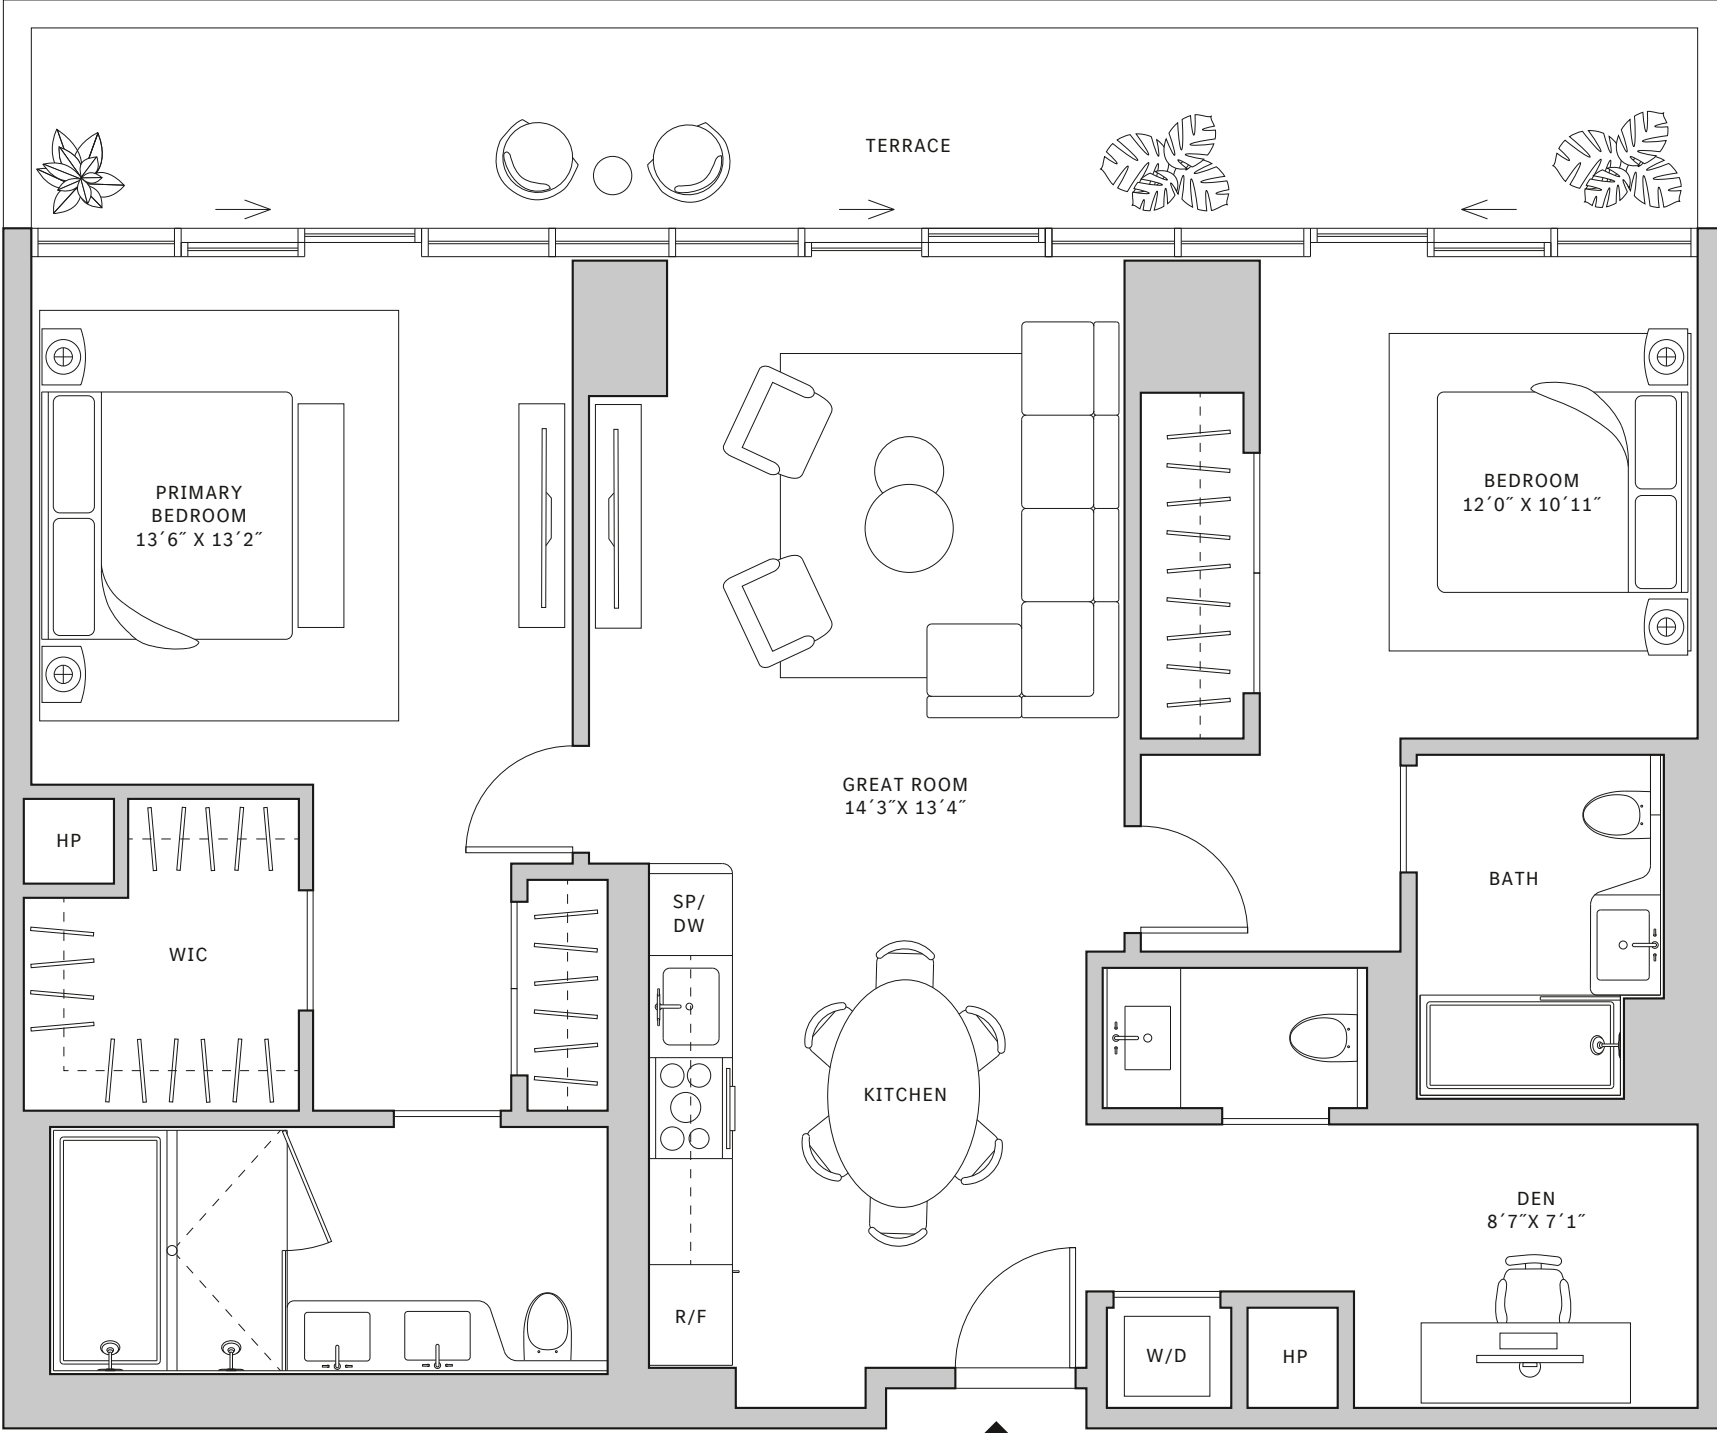 TERRACE
PRIMARY
BEDROOM
13´6˝ X 13´2˝
BEDROOM
12´0˝ X 10´11˝
GREAT ROOM
14´3˝X 13´4˝
HP
BATH
SP/
DW
WIC
KITCHEN
DEN
8´7˝X 7´1˝
R/F
W/D
HP